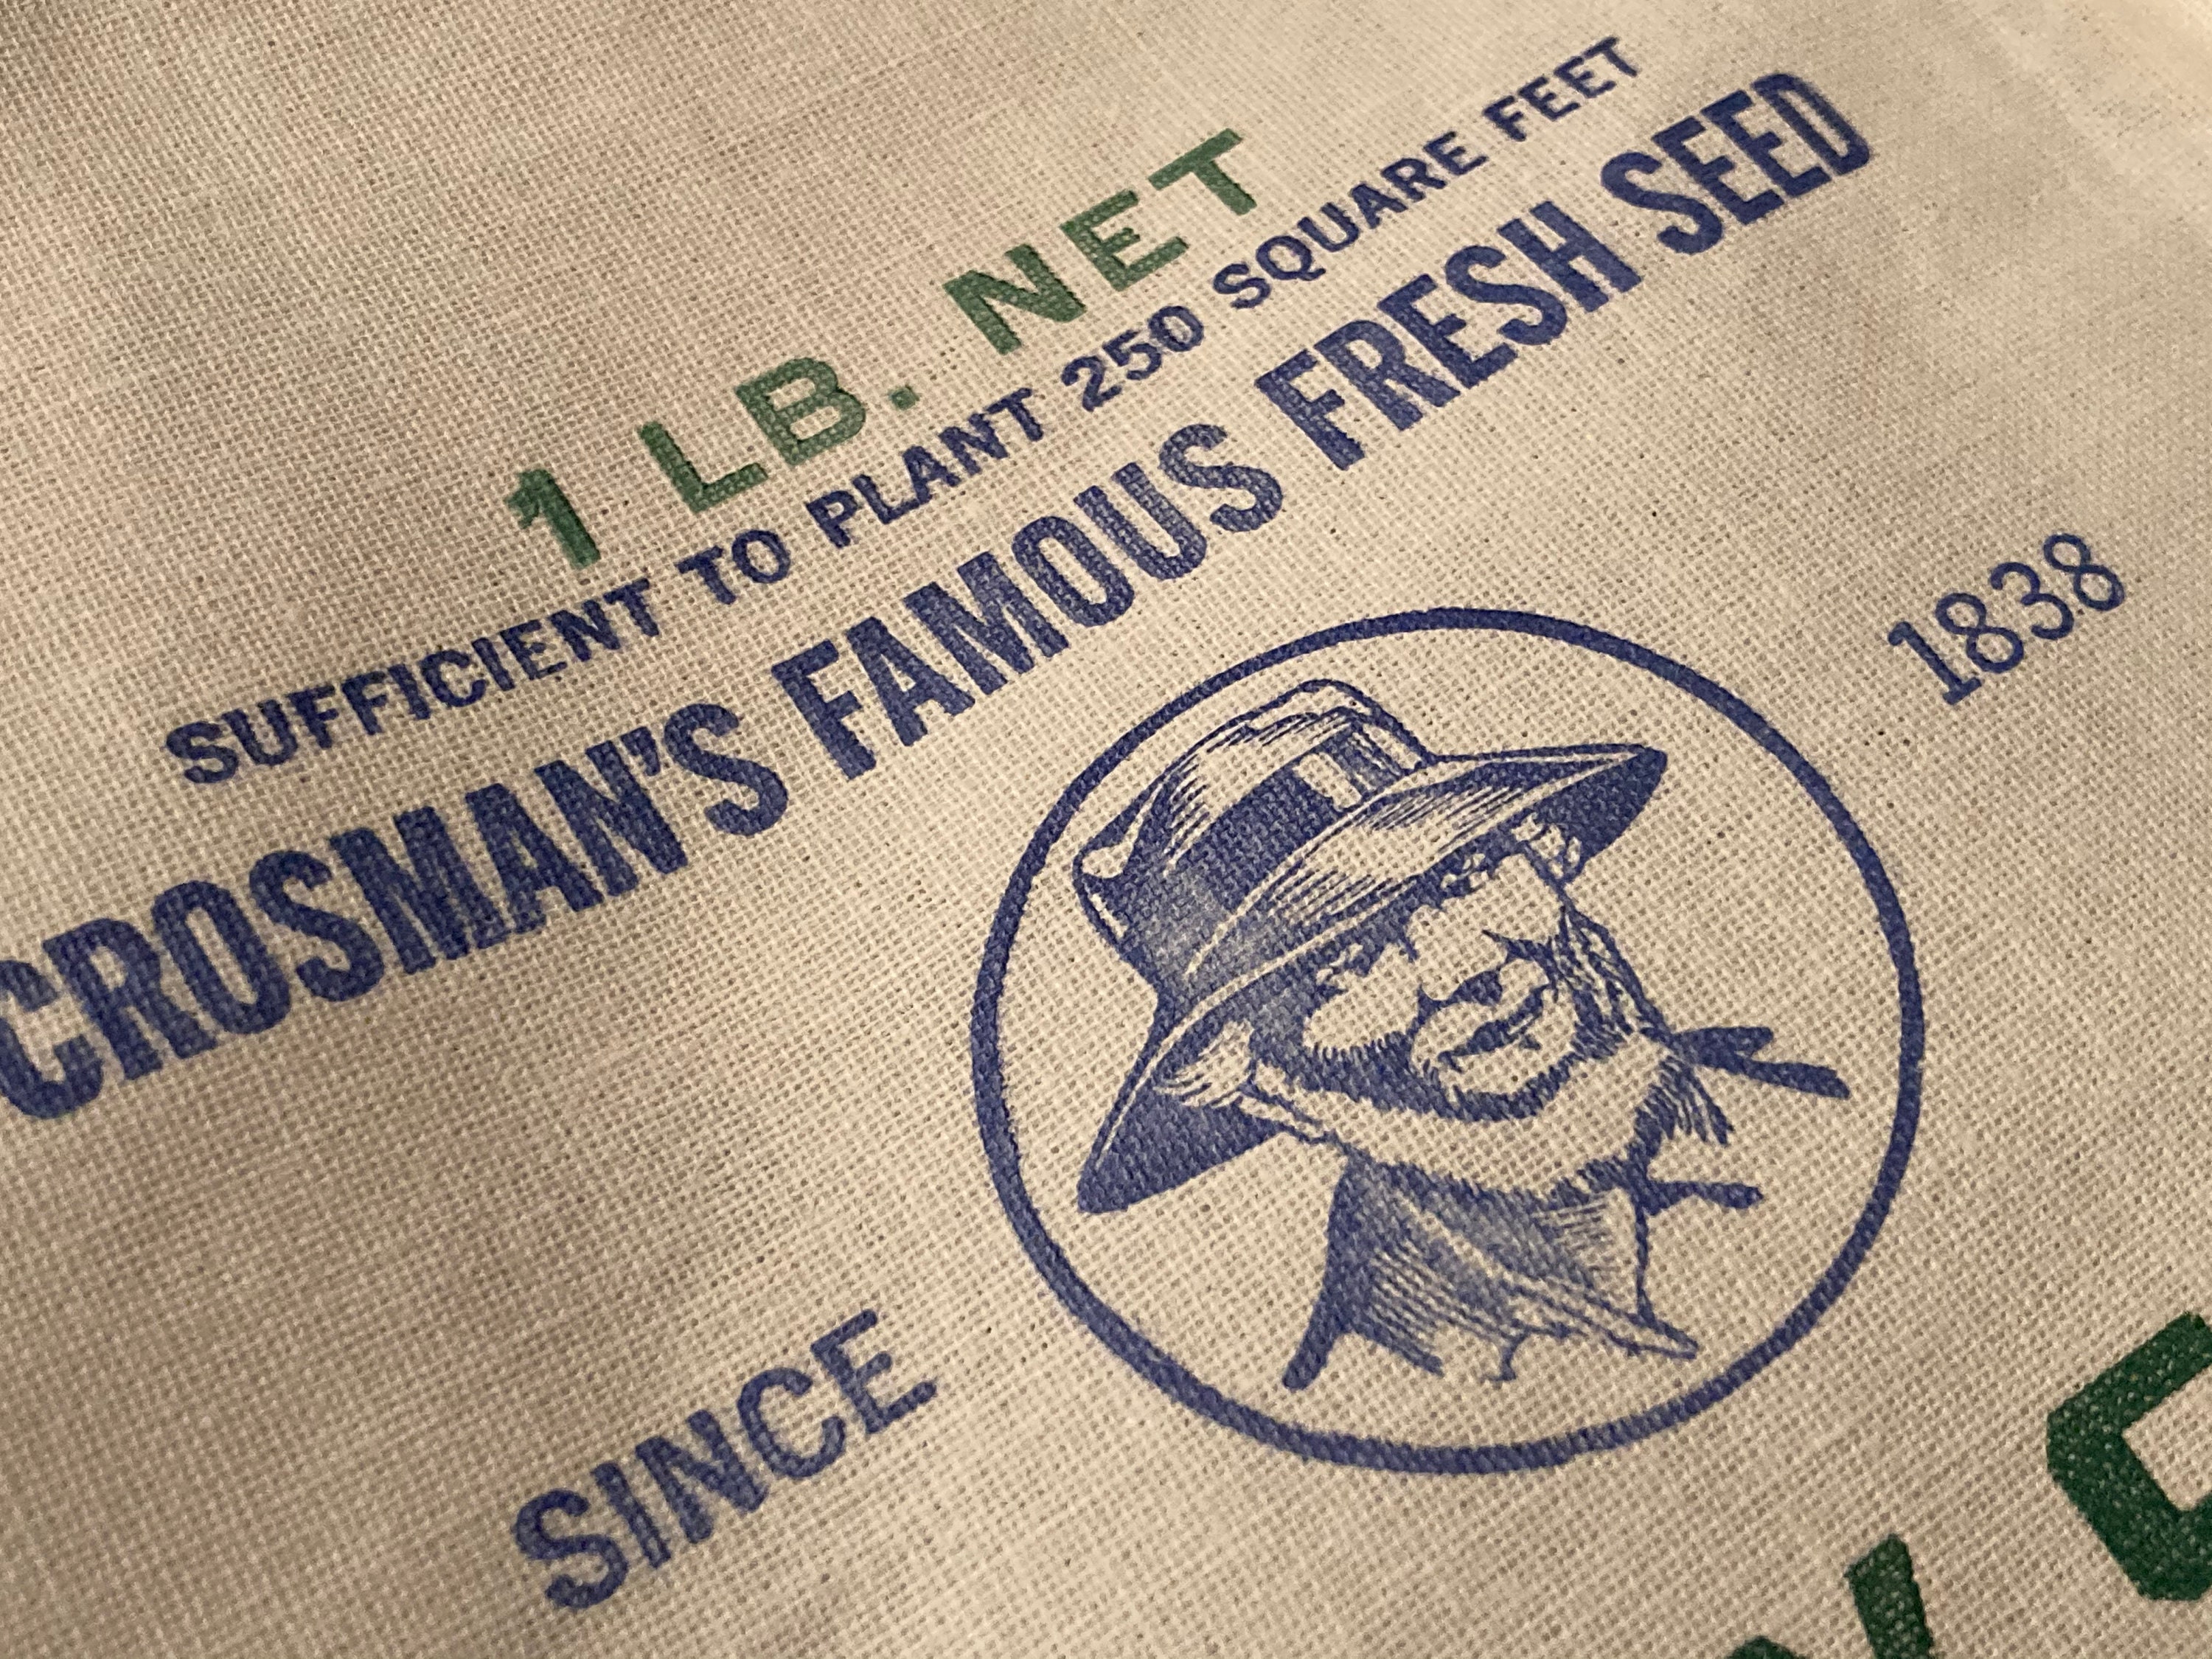 1 LB. NET
SUFFICIENT TO PLANT 250 SQUARE FEET
CROSMAN'S FAMOUS FRESH SEED
SINCE 1838